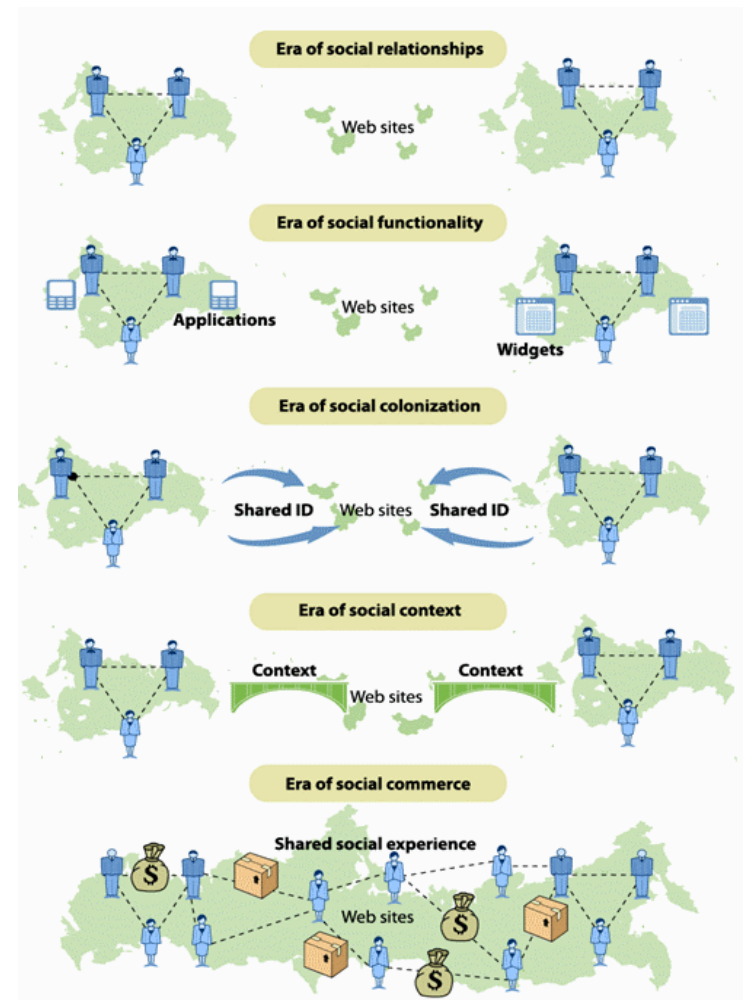 Era of social relationships
Web sites
Era of social functionality
Web sites
Applications
Widgets
Era of social colonization
Shared ID
Web sites
Shared ID
Era of social context
Context
Context
Web sites
Era of social commerce
Shared social experience
$
Web sites
$
$